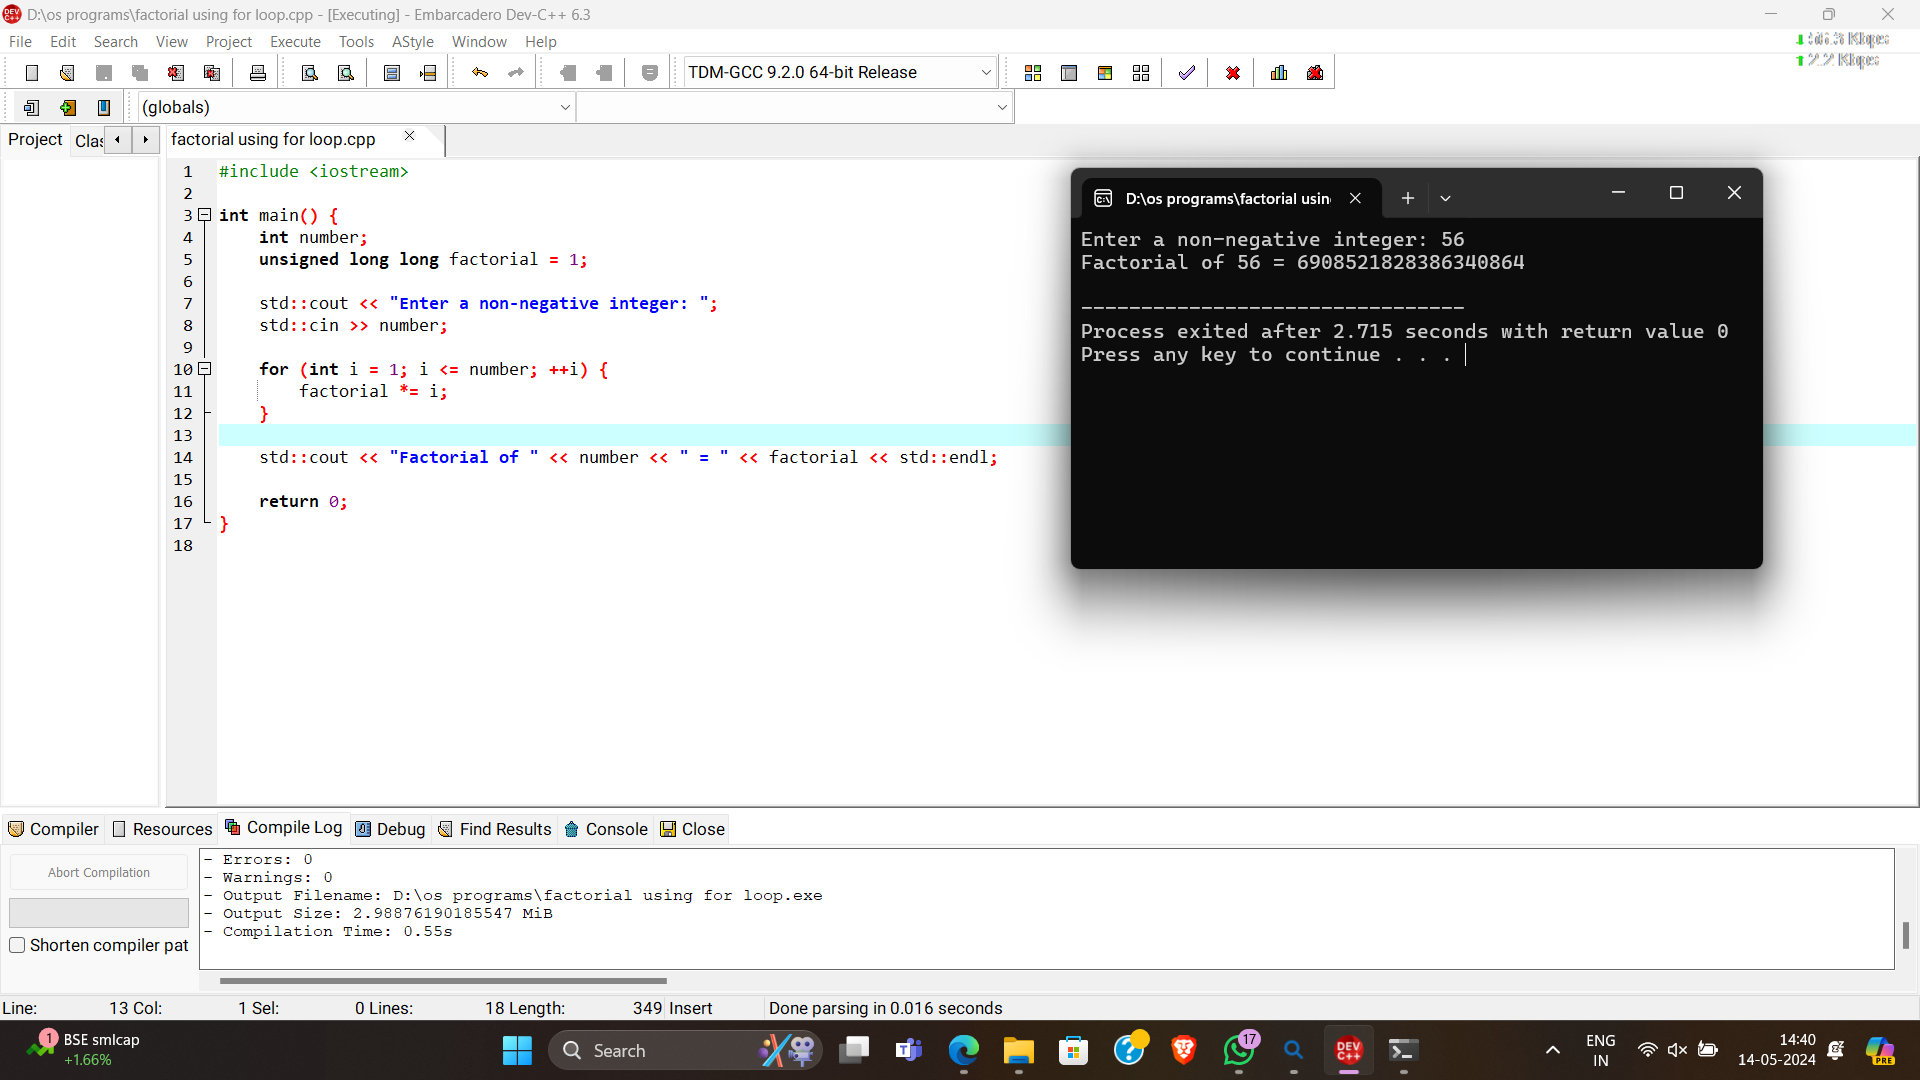 D:\os programs\factorial using for loop.cpp - [Executing] - Embarcadero Dev-C++ 6.3
File Edit Search View Project Execute Tools AStyle Window Help
TDM-GCC 9.2.0 64-bit Release
(globals)
Project Clas
factorial using for loop.cpp
1 #include <iostream>
2
3 int main() {
4 int number;
5 unsigned long long factorial = 1;
6
7 std::cout << "Enter a non-negative integer: ";
8 std::cin >> number;
9
10 for (int i = 1; i <= number; ++i) {
11 factorial *= i;
12 }
13
14 std::cout << "Factorial of " << number << " = " << factorial << std::endl;
15
16 return 0;
17 }
18
D:\os programs\factorial usin
Enter a non-negative integer: 56
Factorial of 56 = 6908521828386340864
--------------------------------
Process exited after 2.715 seconds with return value 0
Press any key to continue . . .
Compiler Resources Compile Log Debug Find Results Console Close
Abort Compilation
Shorten compiler pat
- Errors: 0
- Warnings: 0
- Output Filename: D:\os programs\factorial using for loop.exe
- Output Size: 2.98876190185547 MiB
- Compilation Time: 0.55s
Line: 13 Col: 1 Sel: 0 Lines: 18 Length: 349 Insert Done parsing in 0.016 seconds
1
BSE smlcap
+1.66%
Search
17
DEV C++
ENG
IN
14:40
14-05-2024
PRE